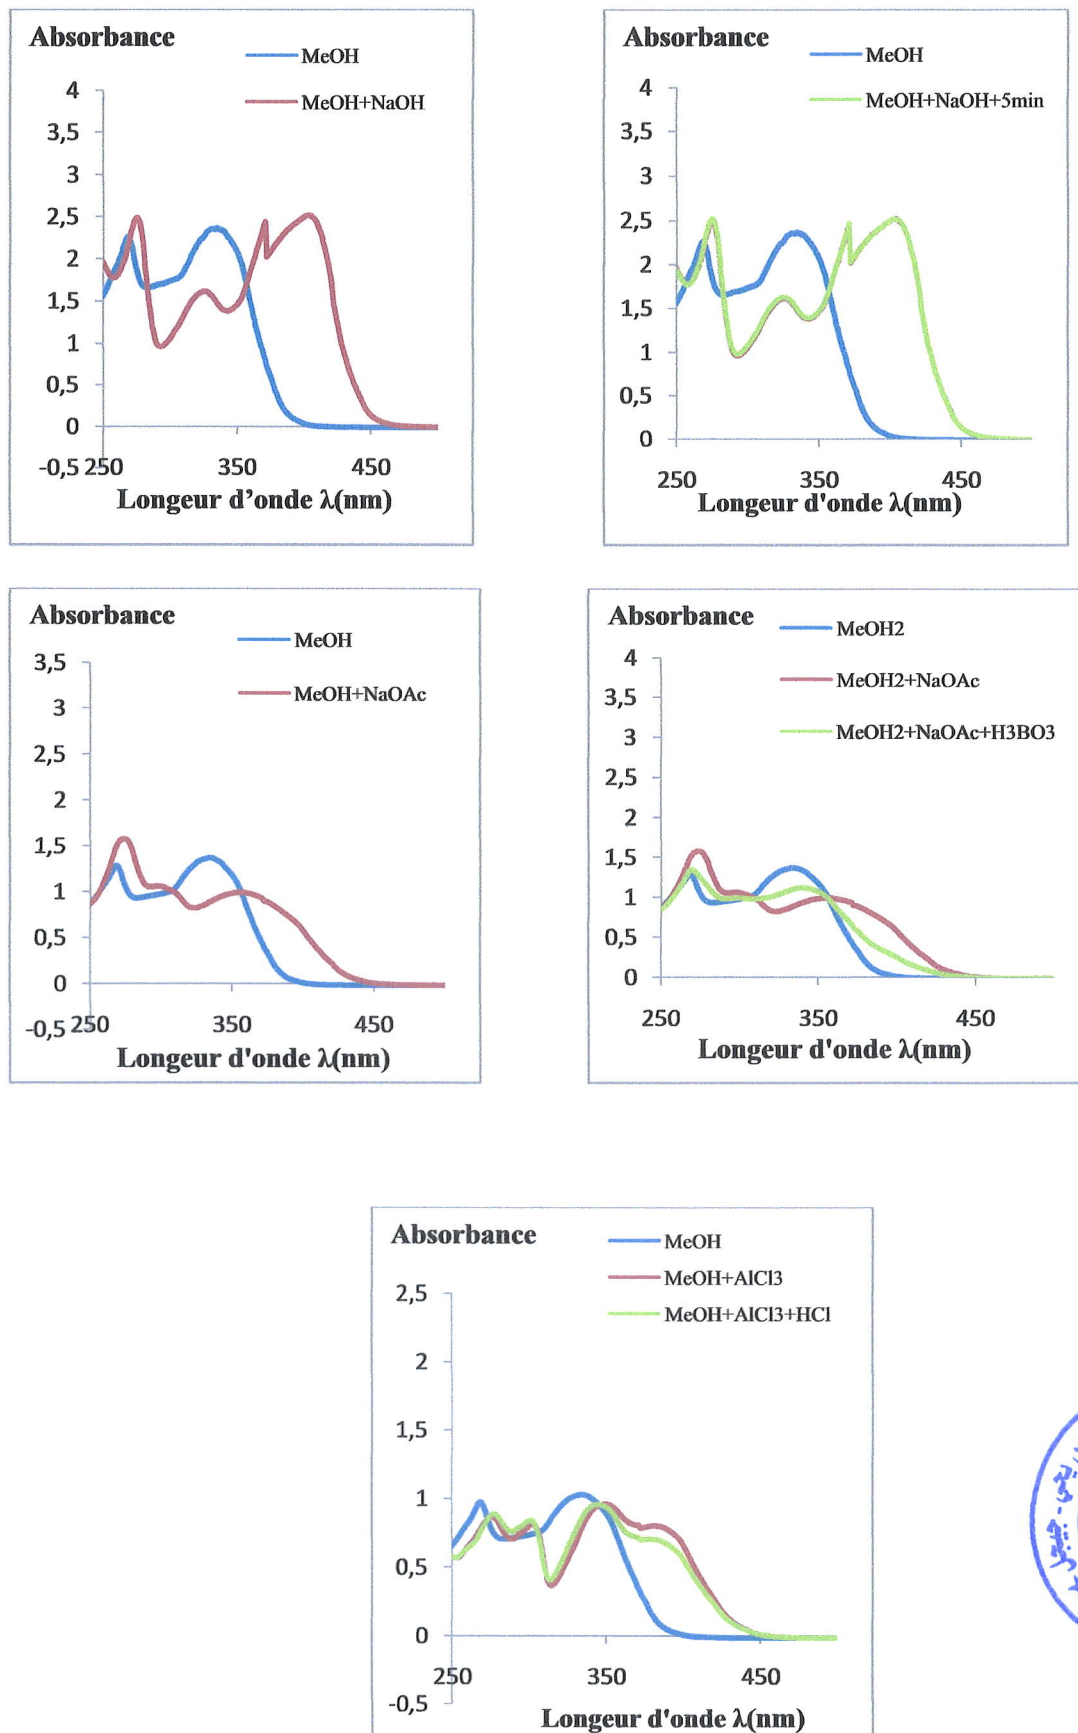 Absorbance
MeOH
MeOH+NaOH
4
3,5
3
2,5
2
1,5
1
0,5
0
-0,5
250
350
450
Longeur d’onde λ(nm)
Absorbance
MeOH
MeOH+NaOH+5min
4
3,5
3
2,5
2
1,5
1
0,5
0
250
350
450
Longeur d'onde λ(nm)
Absorbance
MeOH
MeOH+NaOAc
3,5
3
2,5
2
1,5
1
0,5
0
-0,5
250
350
450
Longeur d'onde λ(nm)
Absorbance
MeOH2
MeOH2+NaOAc
MeOH2+NaOAc+H3BO3
4
3,5
3
2,5
2
1,5
1
0,5
0
250
350
450
Longeur d'onde λ(nm)
Absorbance
MeOH
MeOH+AlCl3
MeOH+AlCl3+HCl
2,5
2
1,5
1
0,5
0
-0,5
250
350
450
Longeur d'onde λ(nm)